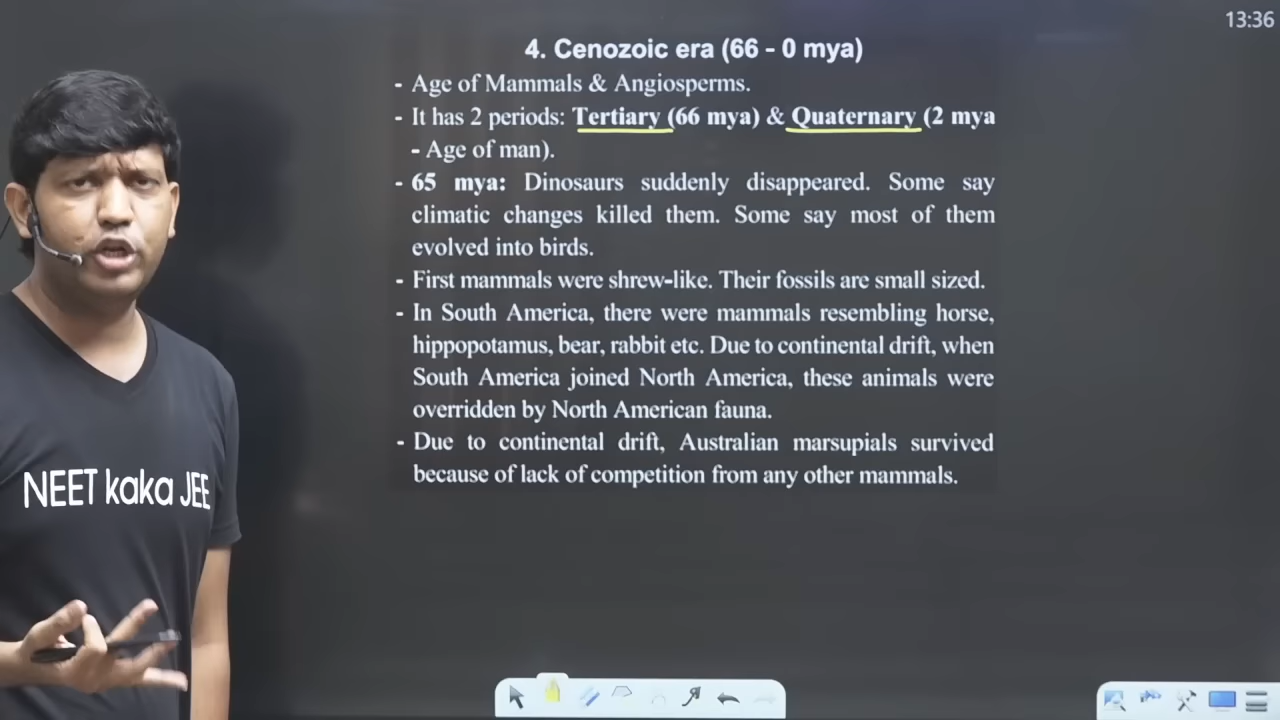 13:36
4. Cenozoic era (66 - 0 mya)
- Age of Mammals & Angiosperms.
- It has 2 periods: Tertiary (66 mya) & Quaternary (2 mya
- Age of man).
- 65 mya: Dinosaurs suddenly disappeared. Some say
climatic changes killed them. Some say most of them
evolved into birds.
- First mammals were shrew-like. Their fossils are small sized.
- In South America, there were mammals resembling horse,
hippopotamus, bear, rabbit etc. Due to continental drift, when
South America joined North America, these animals were
overridden by North American fauna.
- Due to continental drift, Australian marsupials survived
because of lack of competition from any other mammals.
NEET kaka JEE